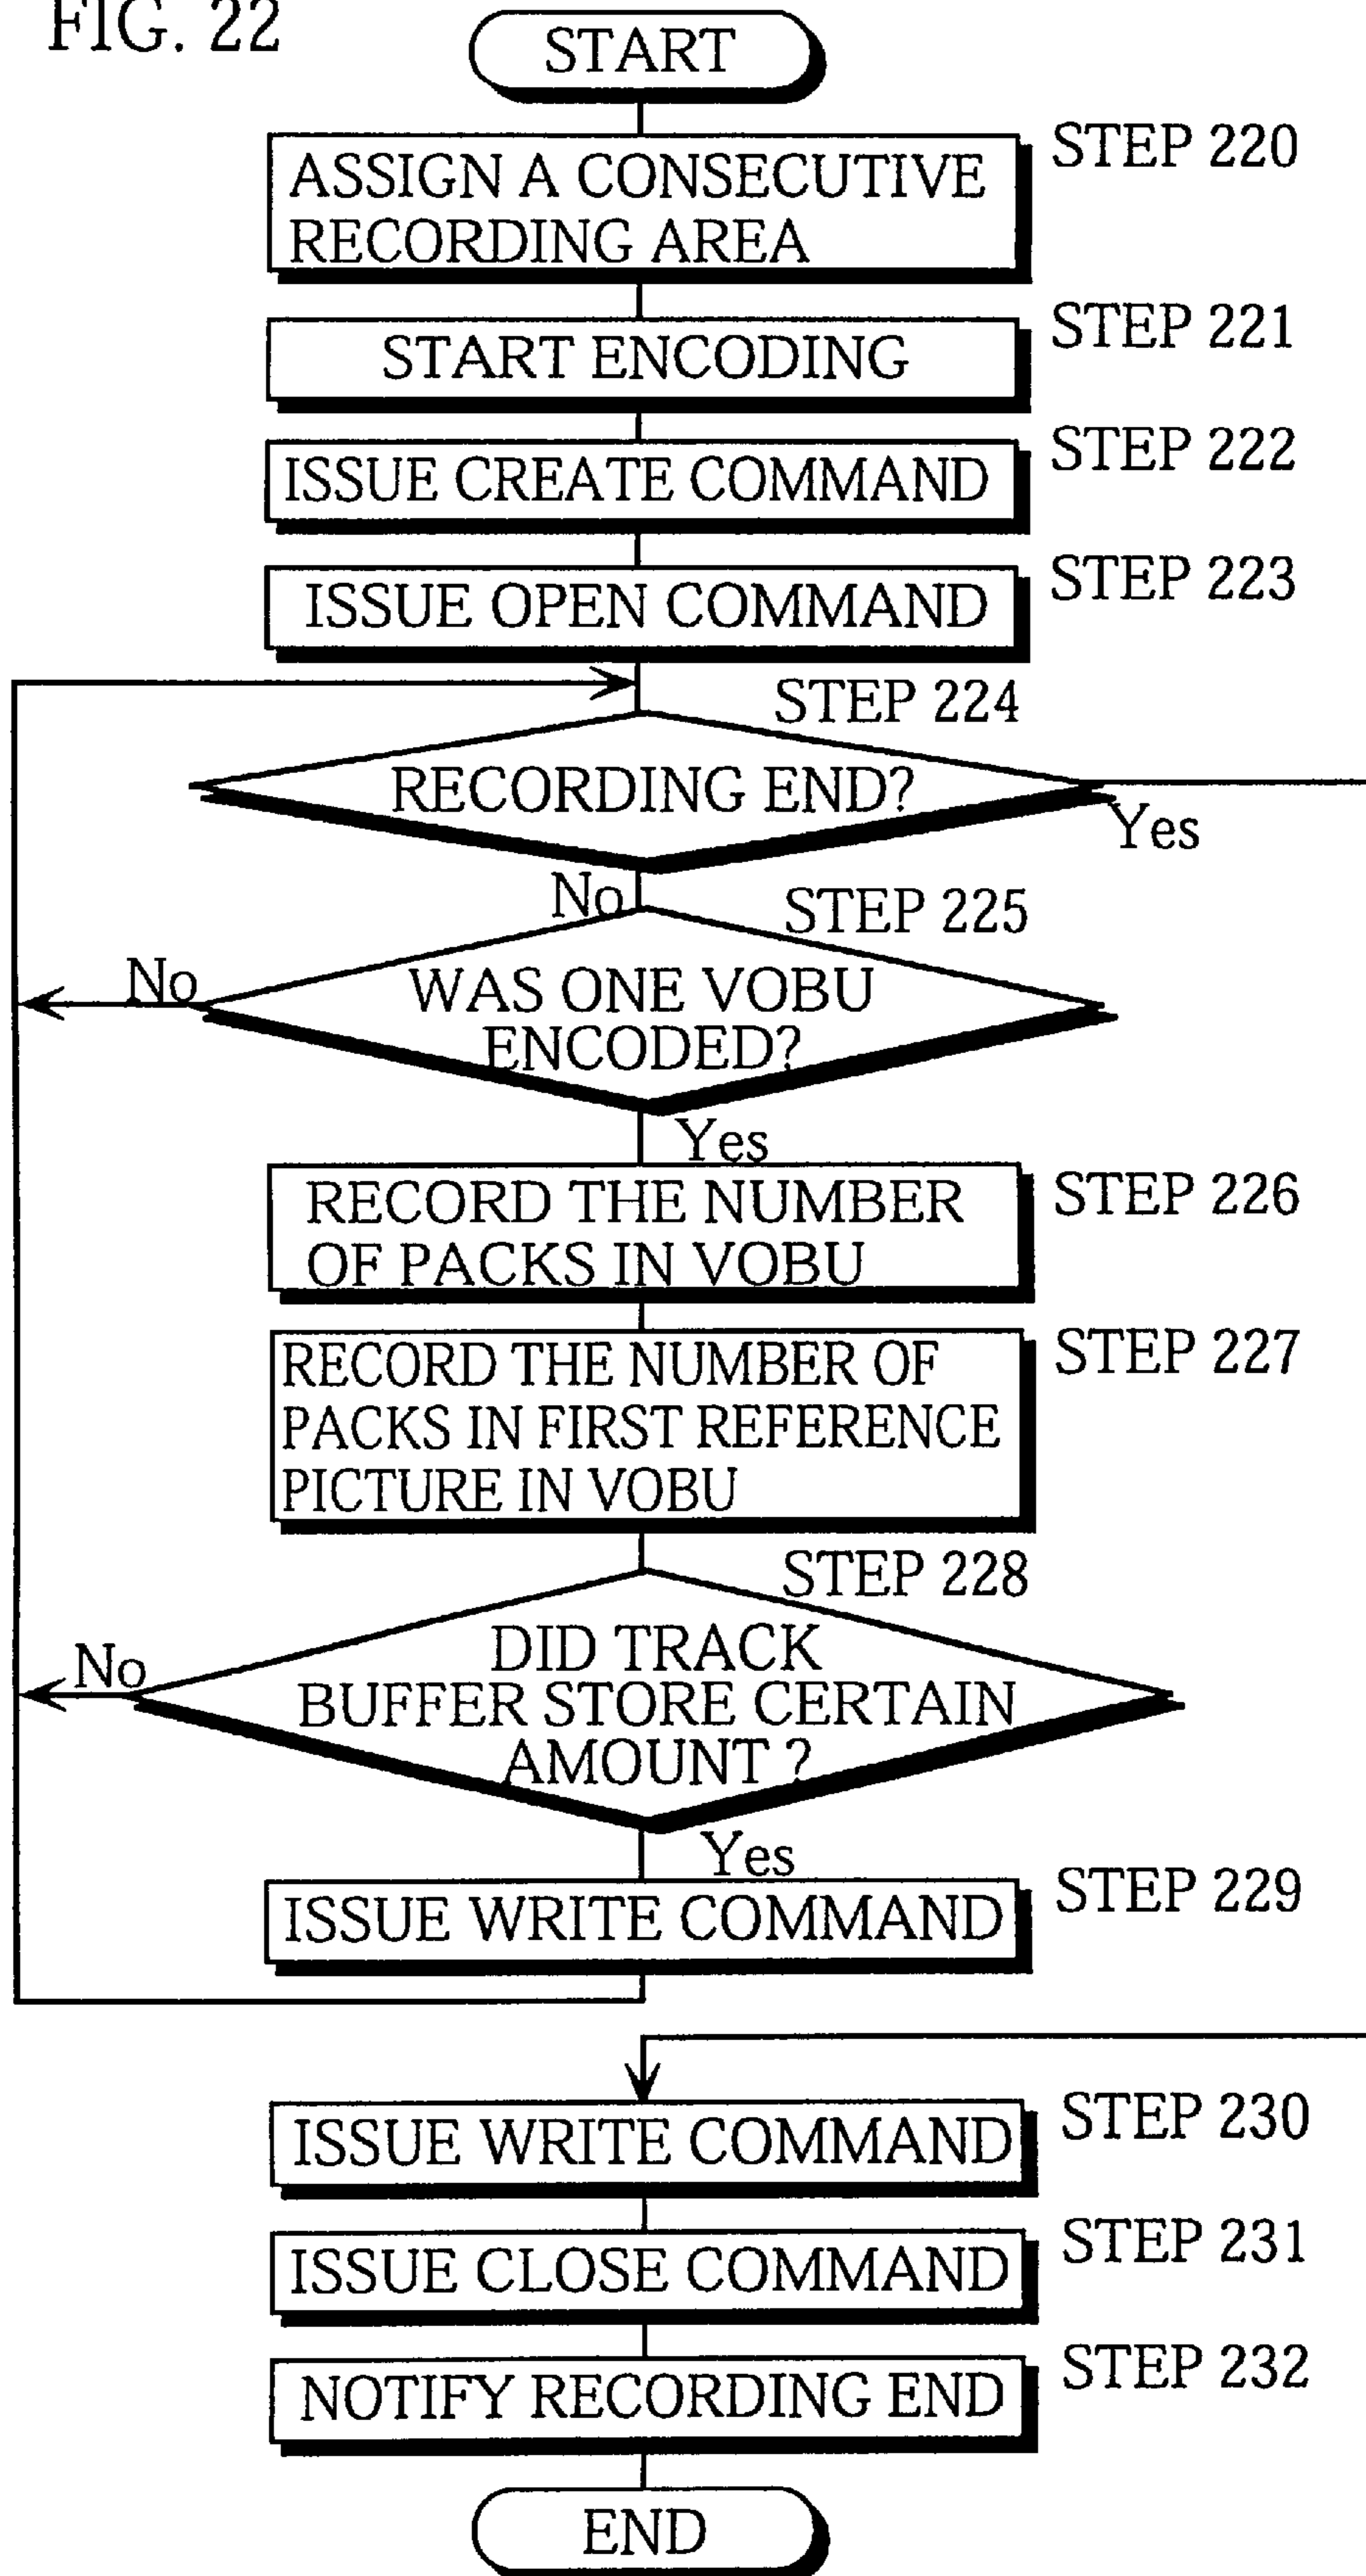 FIG. 22
START
STEP 220
ASSIGN A CONSECUTIVE
RECORDING AREA
STEP 221
START ENCODING
STEP 222
ISSUE CREATE COMMAND
STEP 223
ISSUE OPEN COMMAND
STEP 224
RECORDING END?
Yes
No
STEP 225
No
WAS ONE VOBU
ENCODED?
Yes
STEP 226
RECORD THE NUMBER
OF PACKS IN VOBU
STEP 227
RECORD THE NUMBER OF
PACKS IN FIRST REFERENCE
PICTURE IN VOBU
STEP 228
No
DID TRACK
BUFFER STORE CERTAIN
AMOUNT ?
Yes
STEP 229
ISSUE WRITE COMMAND
STEP 230
ISSUE WRITE COMMAND
STEP 231
ISSUE CLOSE COMMAND
STEP 232
NOTIFY RECORDING END
END